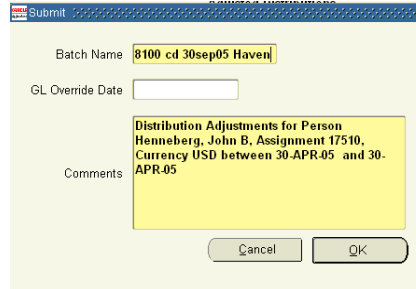 Submit
Batch Name 8100 cd 30sep05 Haven
GL Override Date
Comments
Distribution Adjustments for Person
Henneberg, John B, Assignment 17510,
Currency USD between 30-APR-05 and 30-
APR-05
Cancel OK